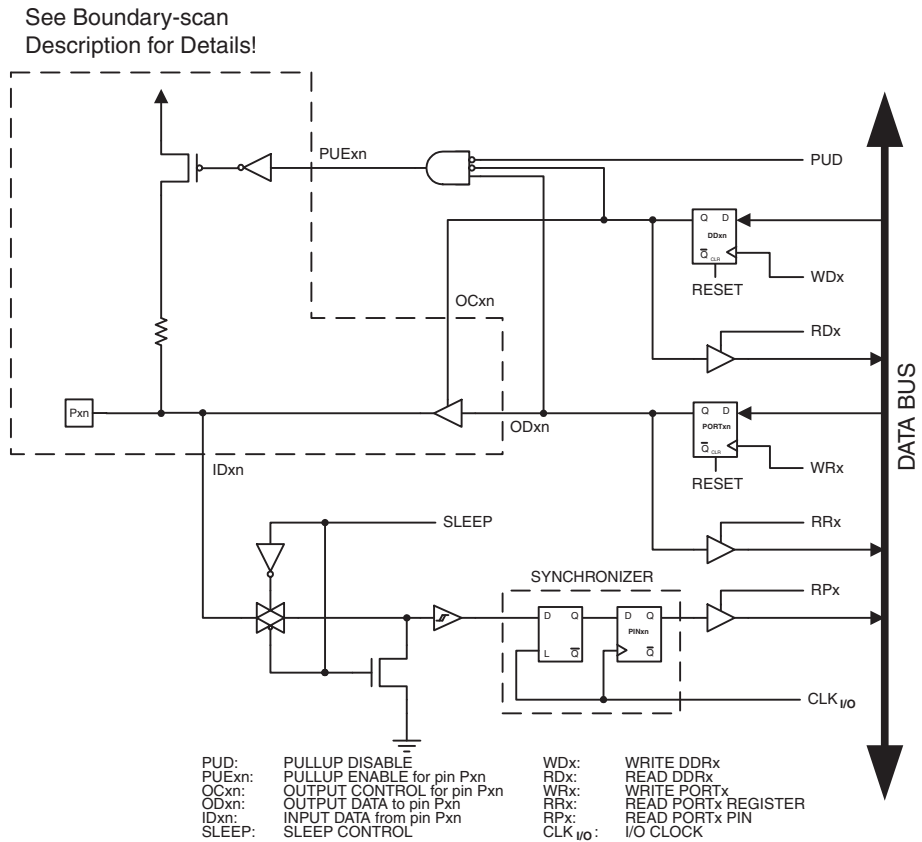 See Boundary-scan
Description for Details!
PUExn
PUD
Q D
DDxn
Q CLR
WDx
RESET
OCxn
RDx
DATA BUS
Pxn
ODxn
Q D
PORTxn
Q CLR
WRx
RESET
IDxn
SLEEP
RRx
SYNCHRONIZER
RPx
D Q
L Q
D Q
PINxn
Q
CLK I/O
PUD: PULLUP DISABLE
PUExn: PULLUP ENABLE for pin Pxn
OCxn: OUTPUT CONTROL for pin Pxn
ODxn: OUTPUT DATA to pin Pxn
IDxn: INPUT DATA from pin Pxn
SLEEP: SLEEP CONTROL
WDx: WRITE DDRx
RDx: READ DDRx
WRx: WRITE PORTx
RRx: READ PORTx REGISTER
RPx: READ PORTx PIN
CLK I/O: I/O CLOCK